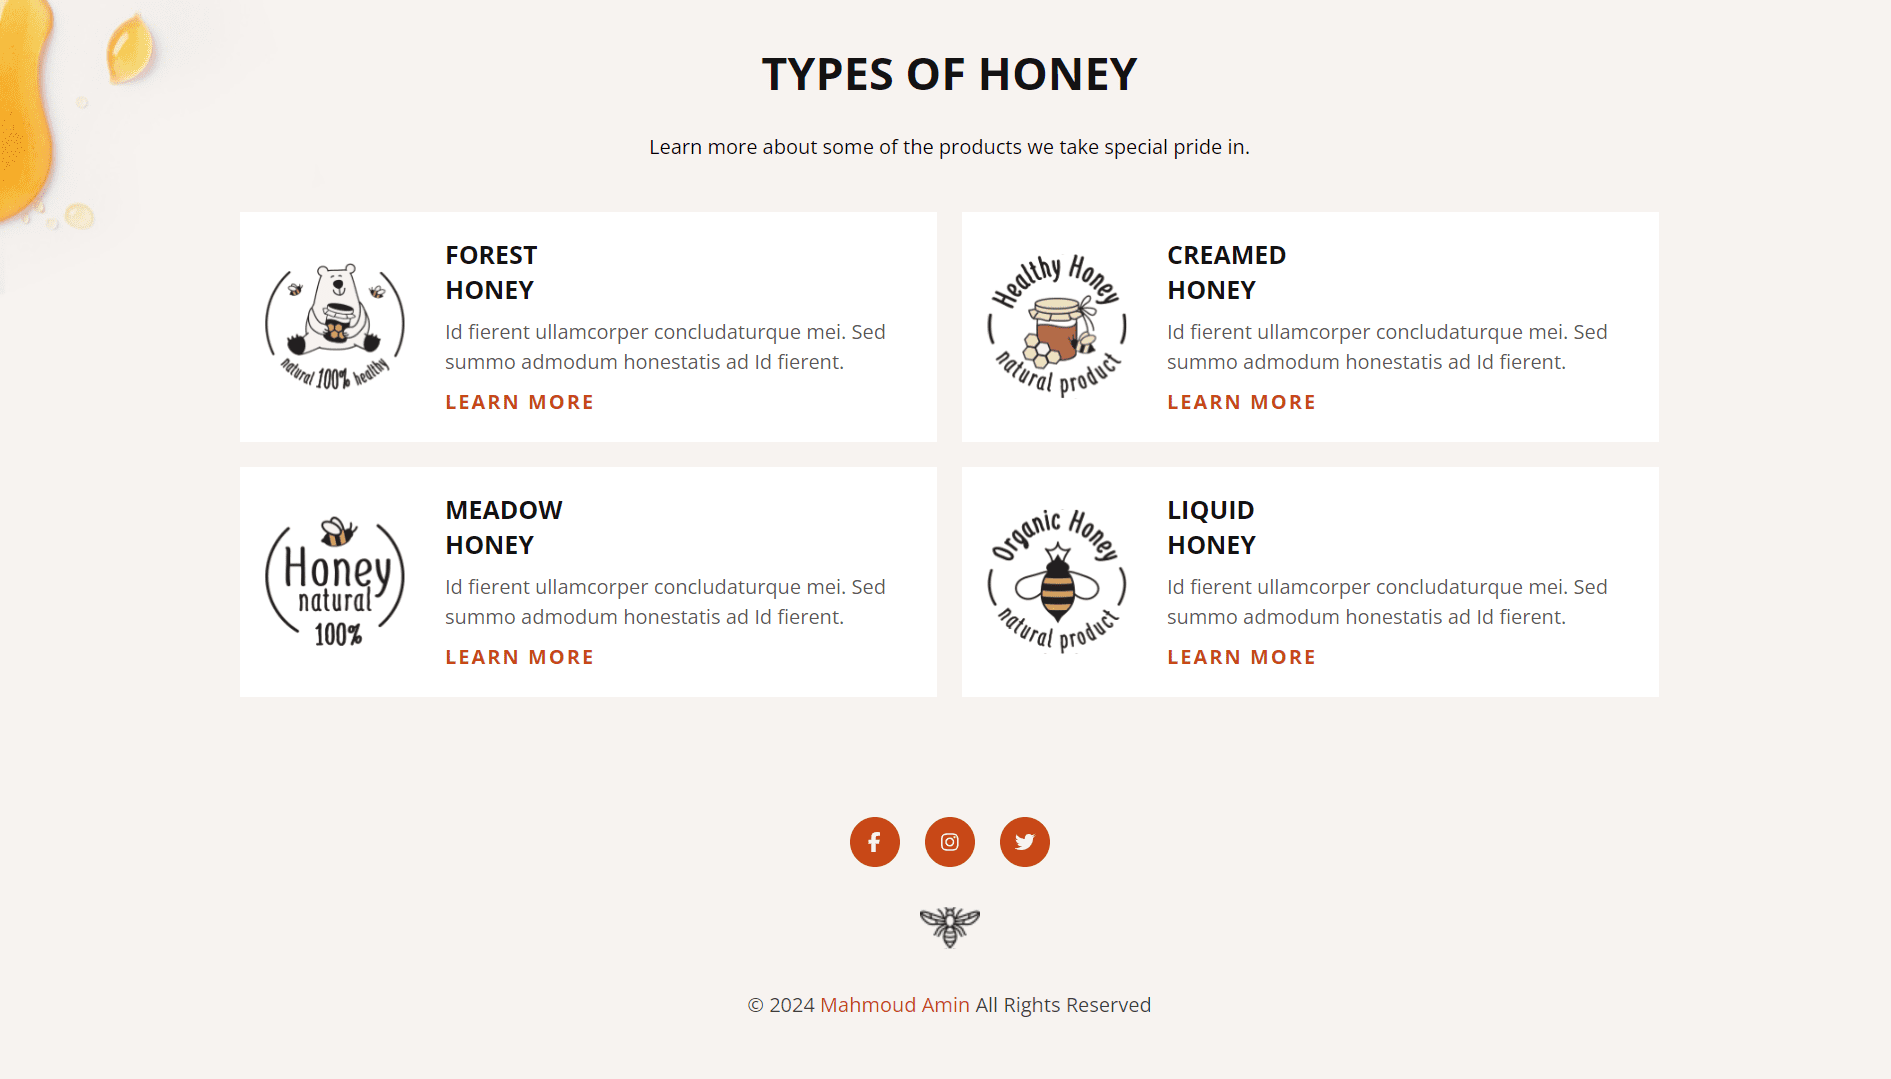 TYPES OF HONEY
Learn more about some of the products we take special pride in.
natural 100% healthy
FOREST
HONEY
Id fierent ullamcorper concludaturque mei. Sed
summo admodum honestatis ad Id fierent.
LEARN MORE
Healthy Honey
natural product
CREAMED
HONEY
Id fierent ullamcorper concludaturque mei. Sed
summo admodum honestatis ad Id fierent.
LEARN MORE
Honey
natural
100%
MEADOW
HONEY
Id fierent ullamcorper concludaturque mei. Sed
summo admodum honestatis ad Id fierent.
LEARN MORE
Organic Honey
natural product
LIQUID
HONEY
Id fierent ullamcorper concludaturque mei. Sed
summo admodum honestatis ad Id fierent.
LEARN MORE
© 2024 Mahmoud Amin All Rights Reserved